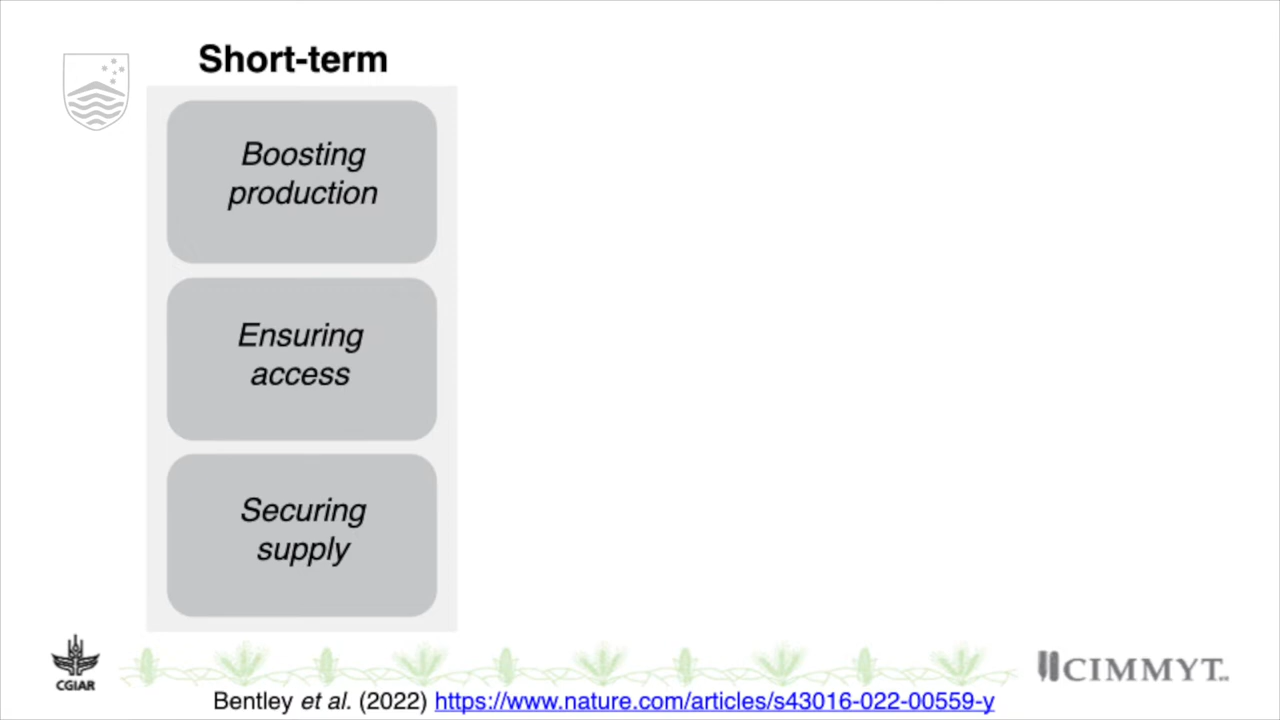 Short-term
Boosting
production
Ensuring
access
Securing
supply
CGIAR
CIMMYT.
Bentley et al. (2022) https://www.nature.com/articles/s43016-022-00559-y